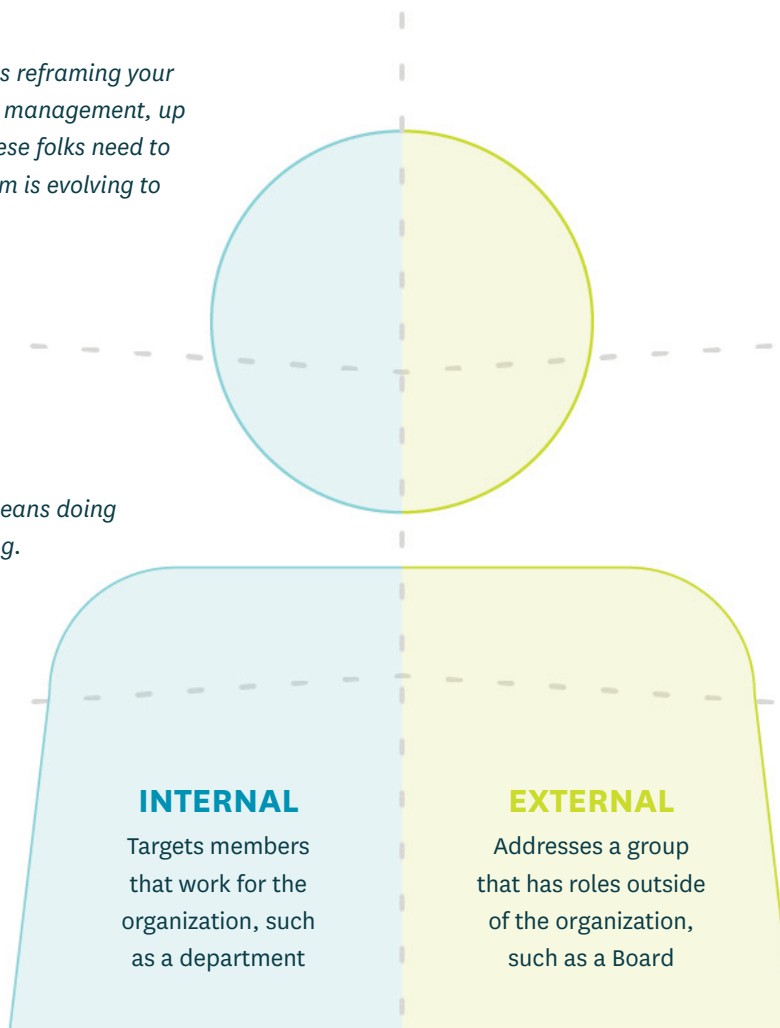 s reframing your
management, up
ese folks need to
m is evolving to
eans doing
g.
INTERNAL
Targets members
that work for the
organization, such
as a department
EXTERNAL
Addresses a group
that has roles outside
of the organization,
such as a Board